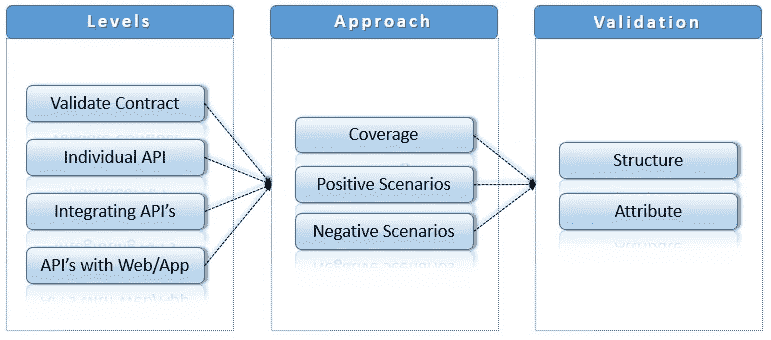 Levels
Validate Contract
Individual API
Integrating API's
API's with Web/App
Approach
Coverage
Positive Scenarios
Negative Scenarios
Validation
Structure
Attribute